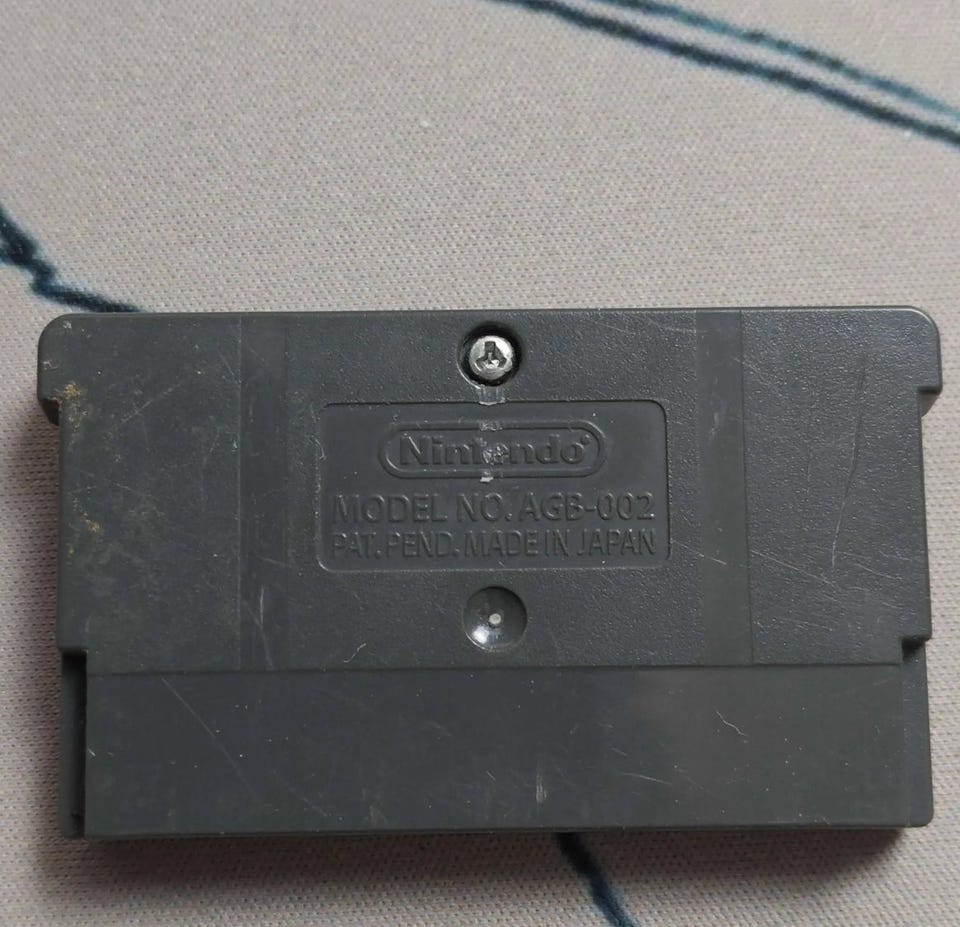 Nintendo®
MODEL NO. AGB-002
PAT. PEND. MADE IN JAPAN